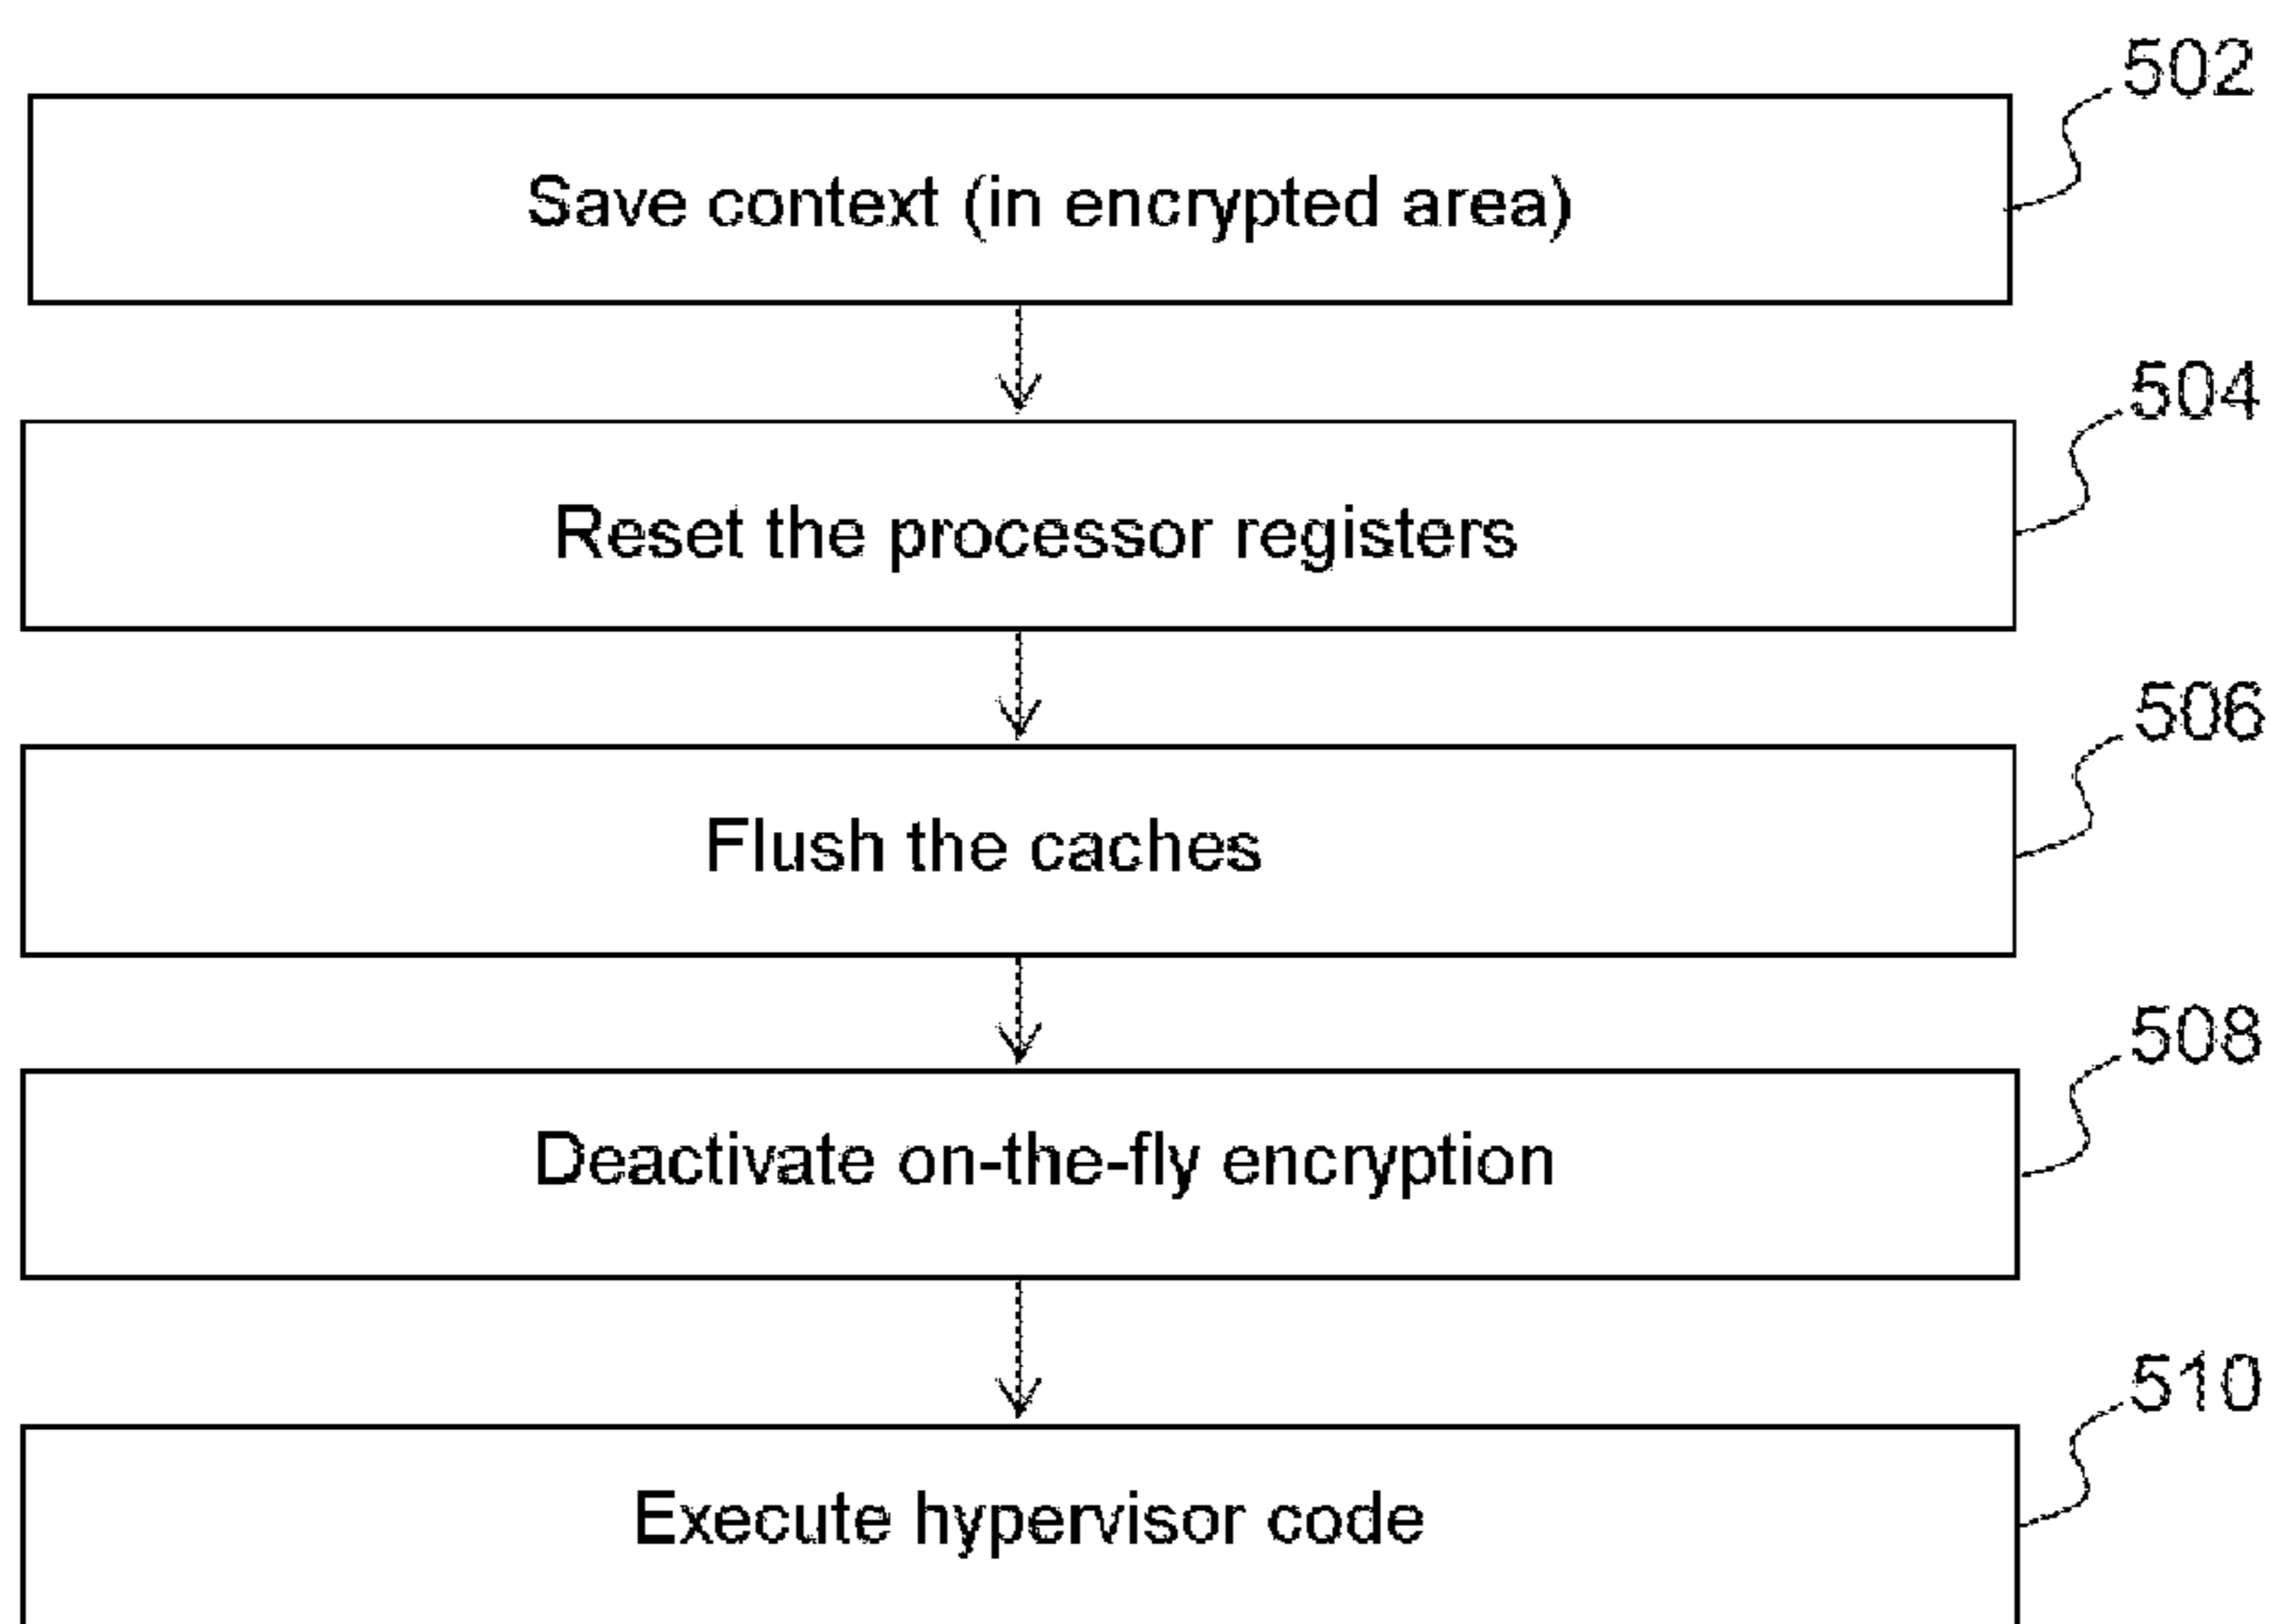 502
Save context (in encrypted area)
504
Reset the processor registers
506
Flush the caches
508
Deactivate on-the-fly encryption
510
Execute hypervisor code